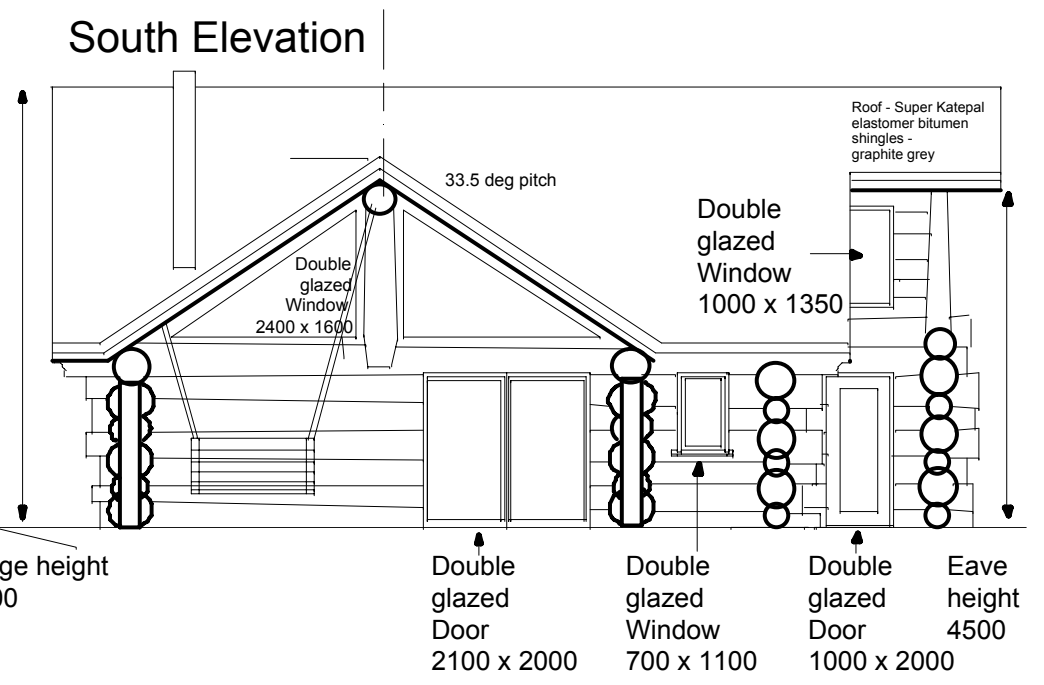 South Elevation
Roof - Super Katepal
elastomer bitumen
shingles -
graphite grey
33.5 deg pitch
Double
glazed
Window
1000 x 1350
Double
glazed
Window
2400 x 1600
height
Double
glazed
Door
2100 x 2000
Double
glazed
Window
700 x 1100
Double
glazed
Door
1000 x 2000
Eave
height
4500